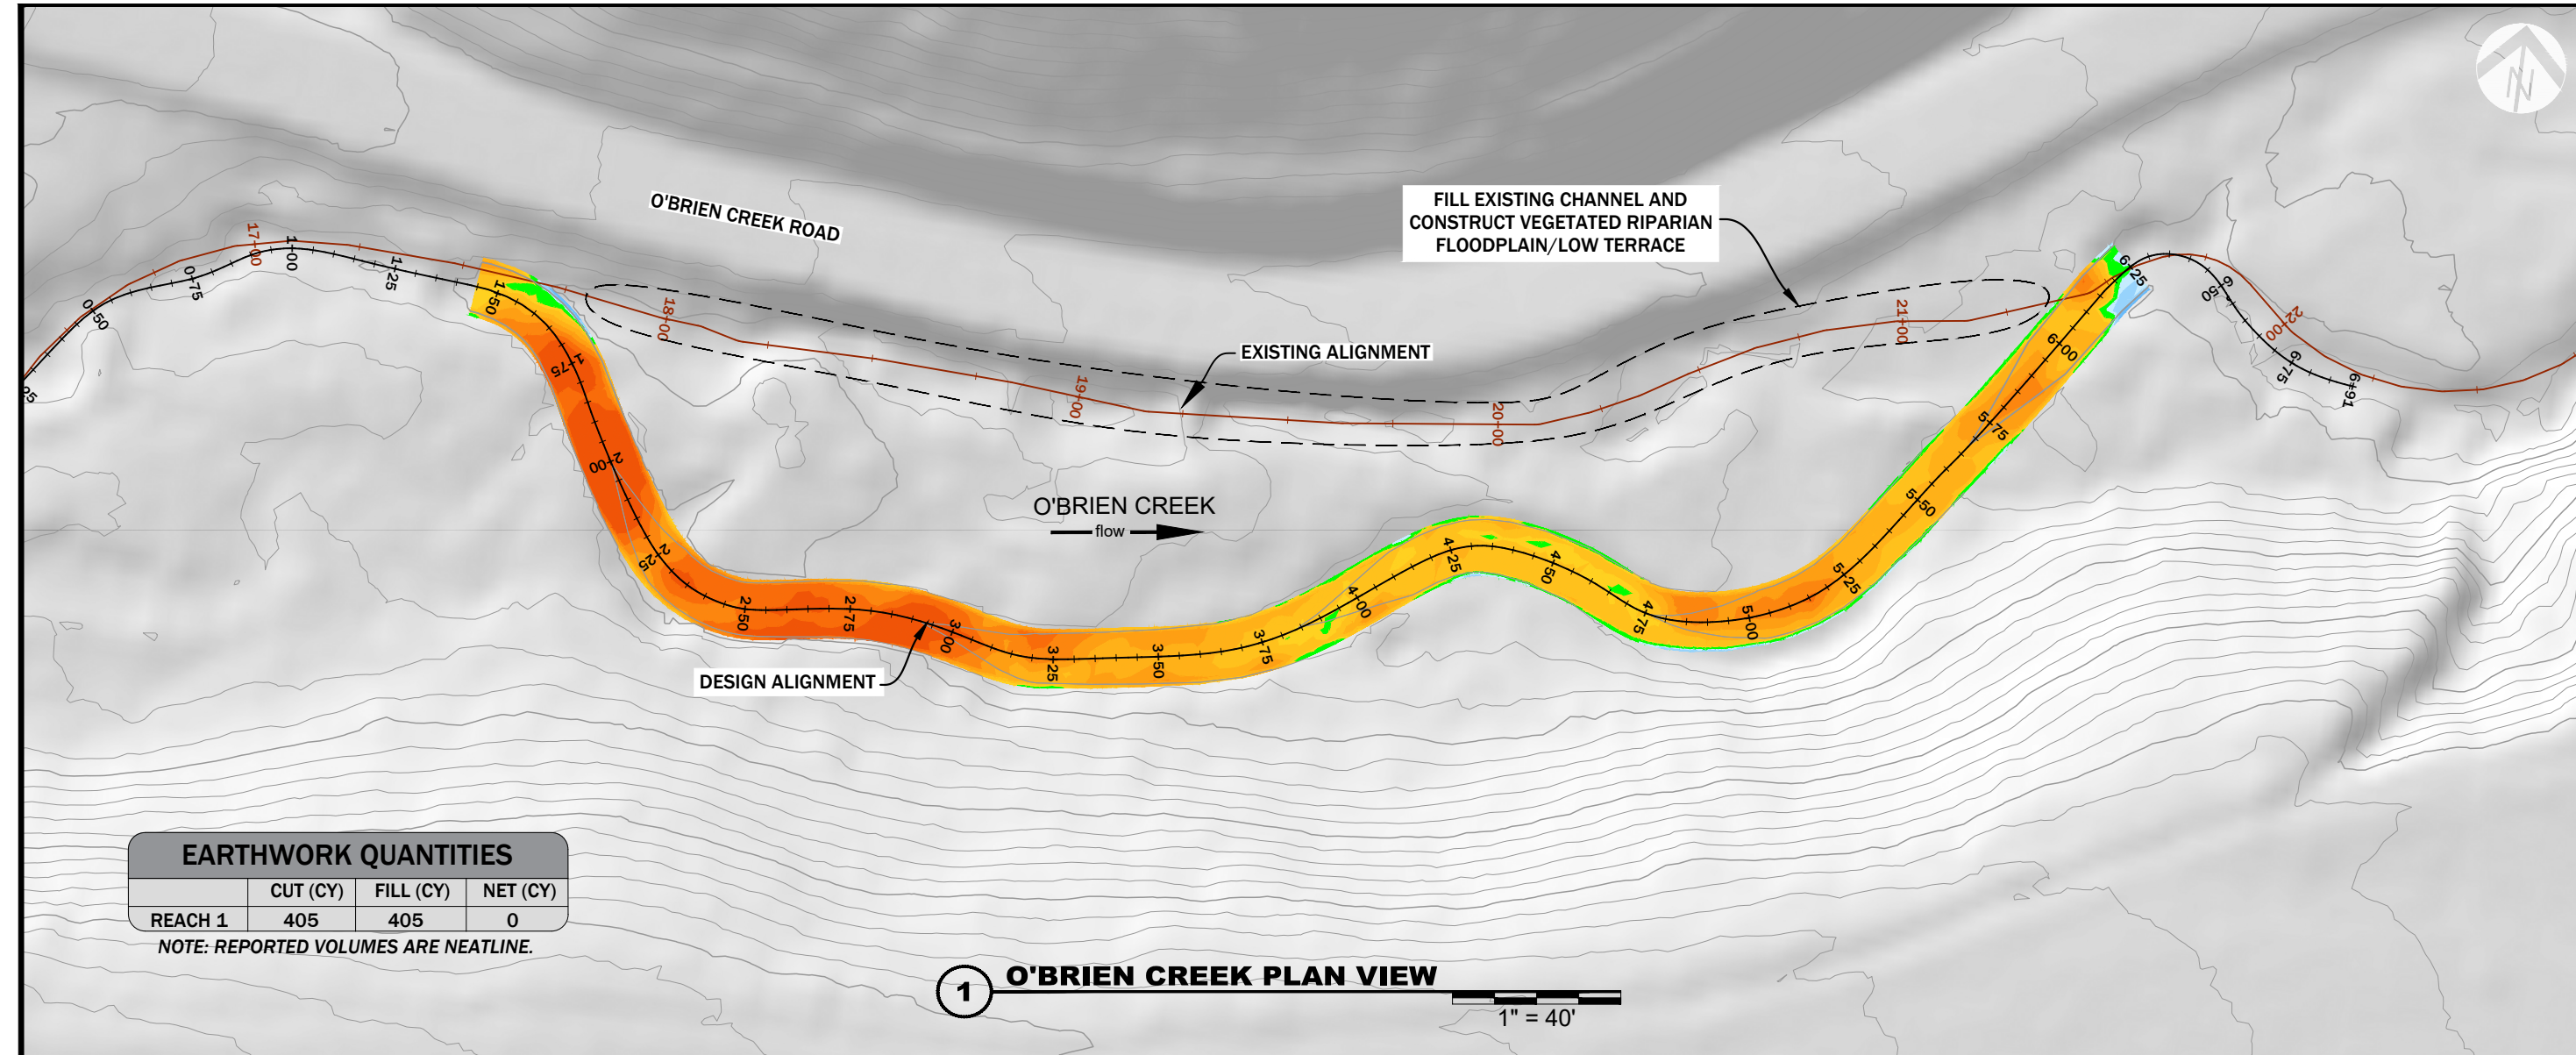 O'BRIEN CREEK ROAD
FILL EXISTING CHANNEL AND
CONSTRUCT VEGETATED RIPARIAN
FLOODPLAIN/LOW TERRACE
N
17+00
18+00
19+00
20+00
21+00
22+00
EXISTING ALIGNMENT
25
0+50
0+75
1+00
1+25
1+50
1+75
2+00
2+25
2+50
2+75
3+00
3+25
3+50
3+75
4+00
4+25
4+50
4+75
5+00
5+25
5+50
5+75
6+00
6+25
6+50
6+75
6+91
O'BRIEN CREEK
flow
DESIGN ALIGNMENT
EARTHWORK QUANTITIES
CUT (CY) FILL (CY) NET (CY)
REACH 1 405 405 0
NOTE: REPORTED VOLUMES ARE NEATLINE.
1 O'BRIEN CREEK PLAN VIEW
1" = 40'